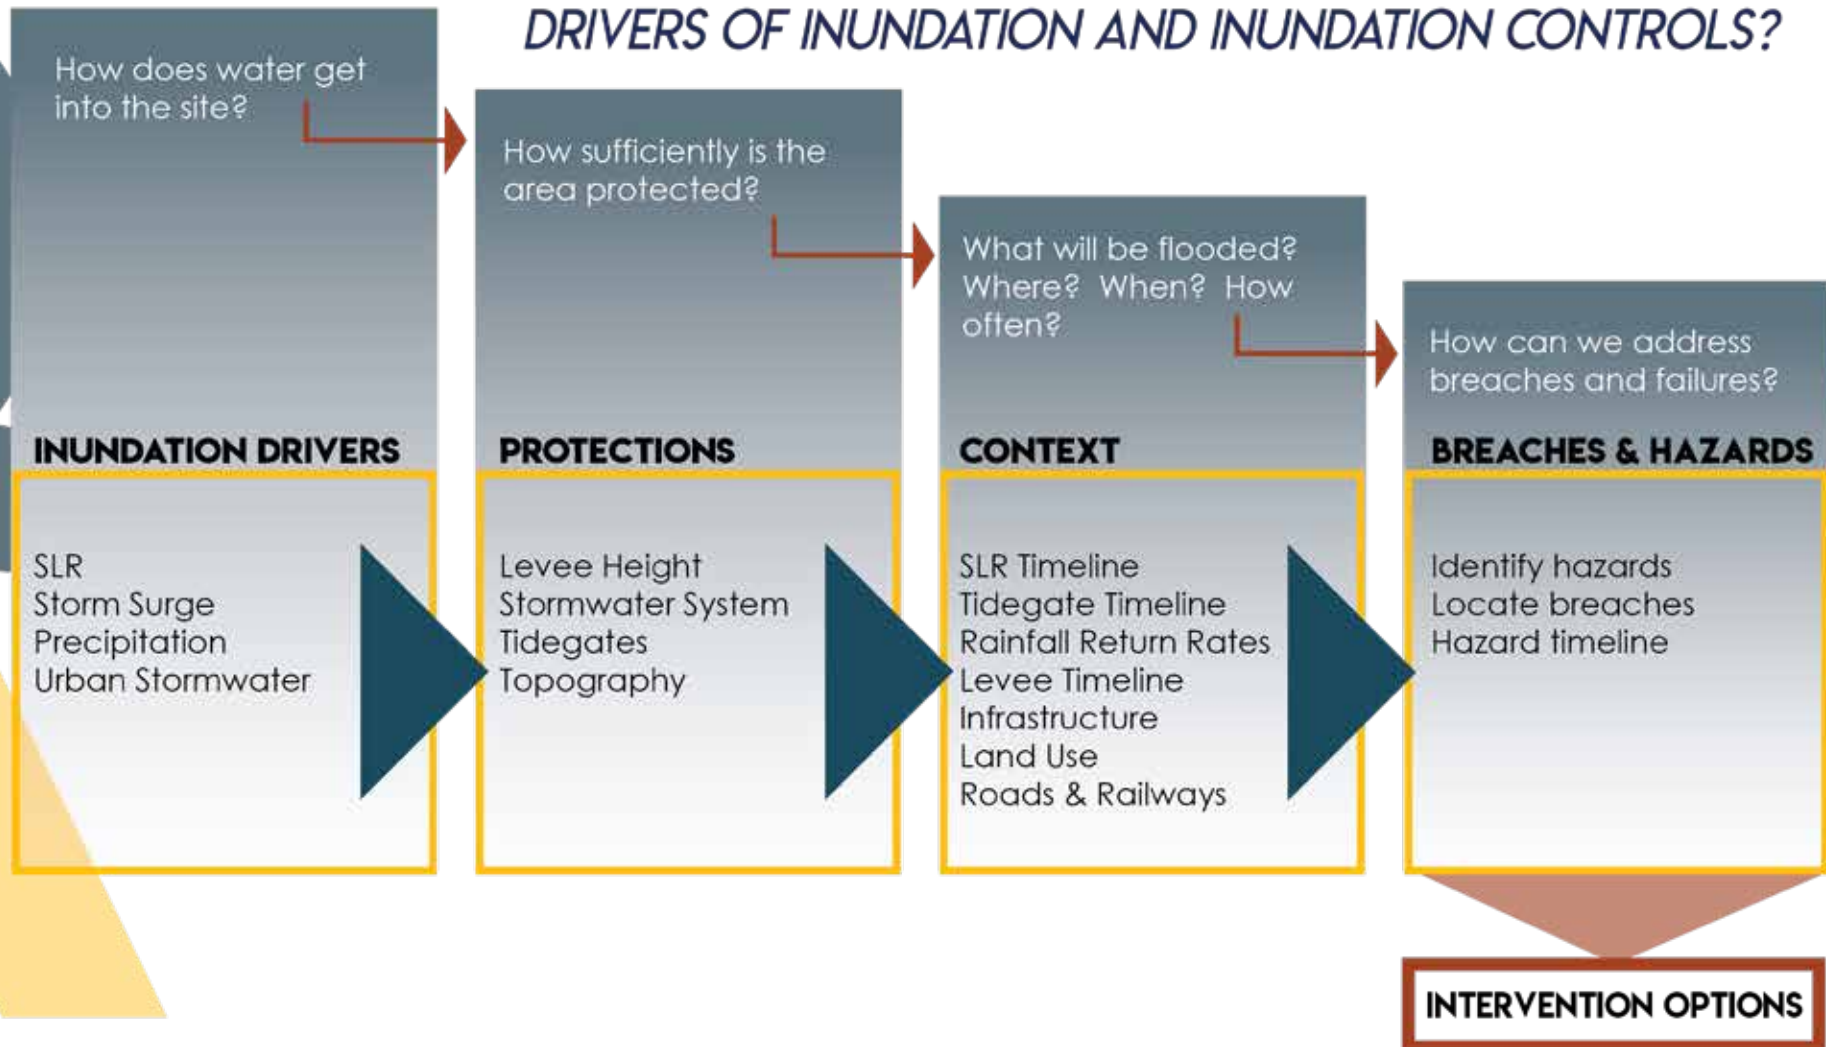 DRIVERS OF INUNDATION AND INUNDATION CONTROLS?
How does water get
into the site?
How sufficiently is the
area protected?
What will be flooded?
Where? When? How
often?
How can we address
breaches and failures?
INUNDATION DRIVERS
SLR
Storm Surge
Precipitation
Urban Stormwater
PROTECTIONS
Levee Height
Stormwater System
Tidegates
Topography
CONTEXT
SLR Timeline
Tidegate Timeline
Rainfall Return Rates
Levee Timeline
Infrastructure
Land Use
Roads & Railways
BREACHES & HAZARDS
Identify hazards
Locate breaches
Hazard timeline
INTERVENTION OPTIONS